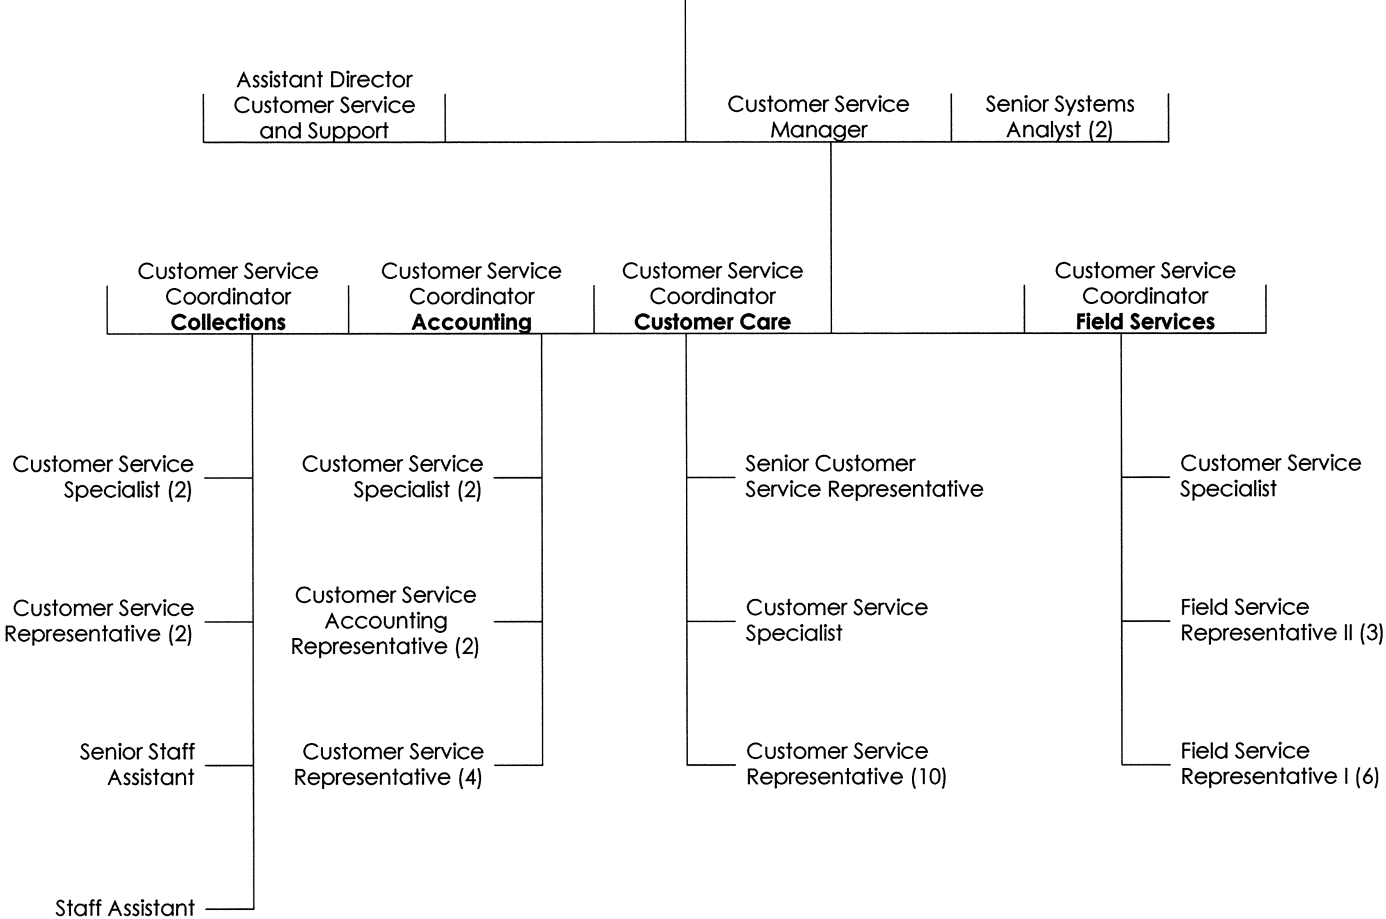 Assistant Director
Customer Service
and Support
Customer Service
Manager
Senior Systems
Analyst (2)
Customer Service
Coordinator
Collections
Customer Service
Coordinator
Accounting
Customer Service
Coordinator
Customer Care
Customer Service
Coordinator
Field Services
Customer Service
Specialist (2)
Customer Service
Representative (2)
Senior Staff
Assistant
Staff Assistant
Customer Service
Specialist (2)
Customer Service
Accounting
Representative (2)
Customer Service
Representative (4)
Senior Customer
Service Representative
Customer Service
Specialist
Customer Service
Representative (10)
Customer Service
Specialist
Field Service
Representative II (3)
Field Service
Representative I (6)